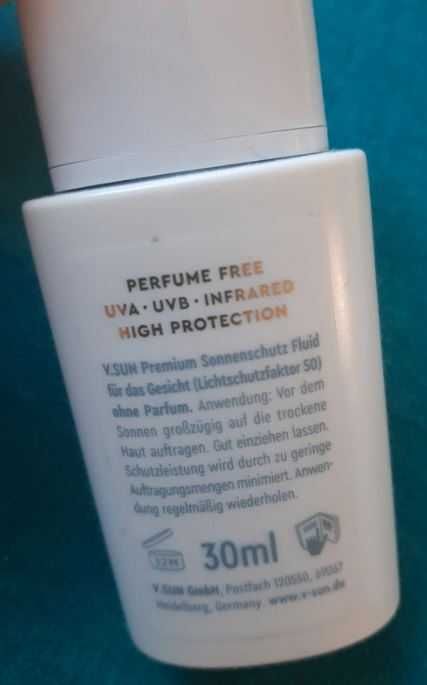 PERFUME FREE
UVA · UVB · INFRARED
HIGH PROTECTION
V.SUN Premium Sonnenschutz Fluid
für das Gesicht (Lichtschutzfaktor 50)
ohne Parfum. Anwendung: Vor dem
Sonnen großzügig auf die trockene
Haut auftragen. Gut einziehen lassen.
Schutzleistung wird durch zu geringe
Auftragungsmengen minimiert. Anwen-
dung regelmäßig wiederholen.
12M
30ml
V.SUN GmbH, Postfach 120550, 69067
Heidelberg, Germany www.v-sun.de